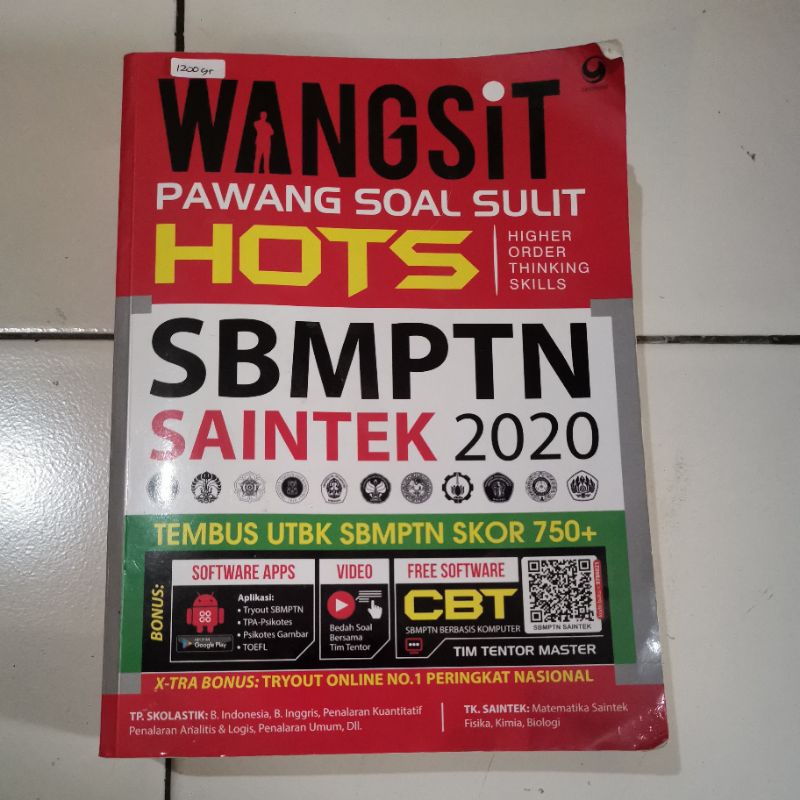 1200 gr
WANGSiT
PAWANG SOAL SULIT
HOTS
HIGHER
ORDER
THINKING
SKILLS
SBMPTN
SAINTEK 2020
TEMBUS UTBK SBMPTN SKOR 750+
BONUS:
SOFTWARE APPS
Aplikasi:
• Tryout SBMPTN
• TPA-Psikotes
• Psikotes Gambar
• TOEFL
Google Play
VIDEO
Bedah Soal
Bersama
Tim Tentor
FREE SOFTWARE
CBT
SBMPTN BERBASIS KOMPUTER
SBMPTN SAINTEK
TIM TENTOR MASTER
X-TRA BONUS: TRYOUT ONLINE NO.1 PERINGKAT NASIONAL
TP. SKOLASTIK: B. Indonesia, B. Inggris, Penalaran Kuantitatif
Penalaran Analitis & Logis, Penalaran Umum, Dll.
TK. SAINTEK: Matematika Saintek
Fisika, Kimia, Biologi